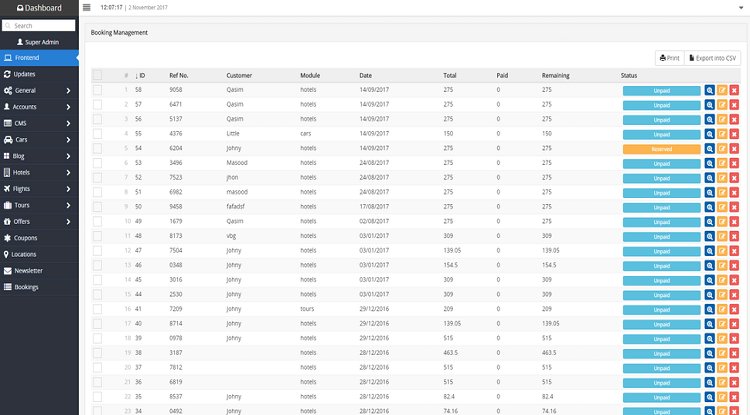 Dashboard
12:07:17 | 2 November 2017
Search
Booking Management
Super Admin
Frontend
Updates
General
Accounts
CMS
Cars
Blog
Hotels
Flights
Tours
Offers
Coupons
Locations
Newsletter
Bookings
Print Export into CSV
# ↓ ID Ref No. Customer Module Date Total Paid Remaining Status
1 58 9058 Qasim hotels 14/09/2017 275 0 275 Unpaid
2 57 6471 Qasim hotels 14/09/2017 275 0 275 Unpaid
3 56 5137 Qasim hotels 14/09/2017 275 0 275 Unpaid
4 55 4376 Little cars 14/09/2017 150 0 150 Unpaid
5 54 6204 Johny hotels 14/09/2017 275 0 275 Reserved
6 53 3496 Masood hotels 24/08/2017 275 0 275 Unpaid
7 52 7523 jhon hotels 24/08/2017 275 0 275 Unpaid
8 51 6982 masood hotels 24/08/2017 275 0 275 Unpaid
9 50 9458 fafadsf hotels 17/08/2017 275 0 275 Unpaid
10 49 1679 Qasim hotels 02/08/2017 275 0 275 Unpaid
11 48 8173 vbg hotels 03/01/2017 309 0 309 Unpaid
12 47 7504 Johny hotels 03/01/2017 139.05 0 139.05 Unpaid
13 46 0348 Johny hotels 03/01/2017 154.5 0 154.5 Unpaid
14 45 3016 Johny hotels 03/01/2017 309 0 309 Unpaid
15 44 2530 Johny hotels 03/01/2017 309 0 309 Unpaid
16 41 7209 Johny tours 29/12/2016 209 0 209 Unpaid
17 40 8714 Johny hotels 29/12/2016 139.05 0 139.05 Unpaid
18 39 0978 Johny hotels 29/12/2016 515 0 515 Unpaid
19 38 3187 hotels 28/12/2016 463.5 0 463.5 Unpaid
20 37 7812 hotels 28/12/2016 515 0 515 Unpaid
21 36 6819 hotels 28/12/2016 515 0 515 Unpaid
22 35 8537 Johny hotels 28/12/2016 82.4 0 82.4 Unpaid
23 34 0492 Johny hotels 28/12/2016 74.16 0 74.16 Unpaid